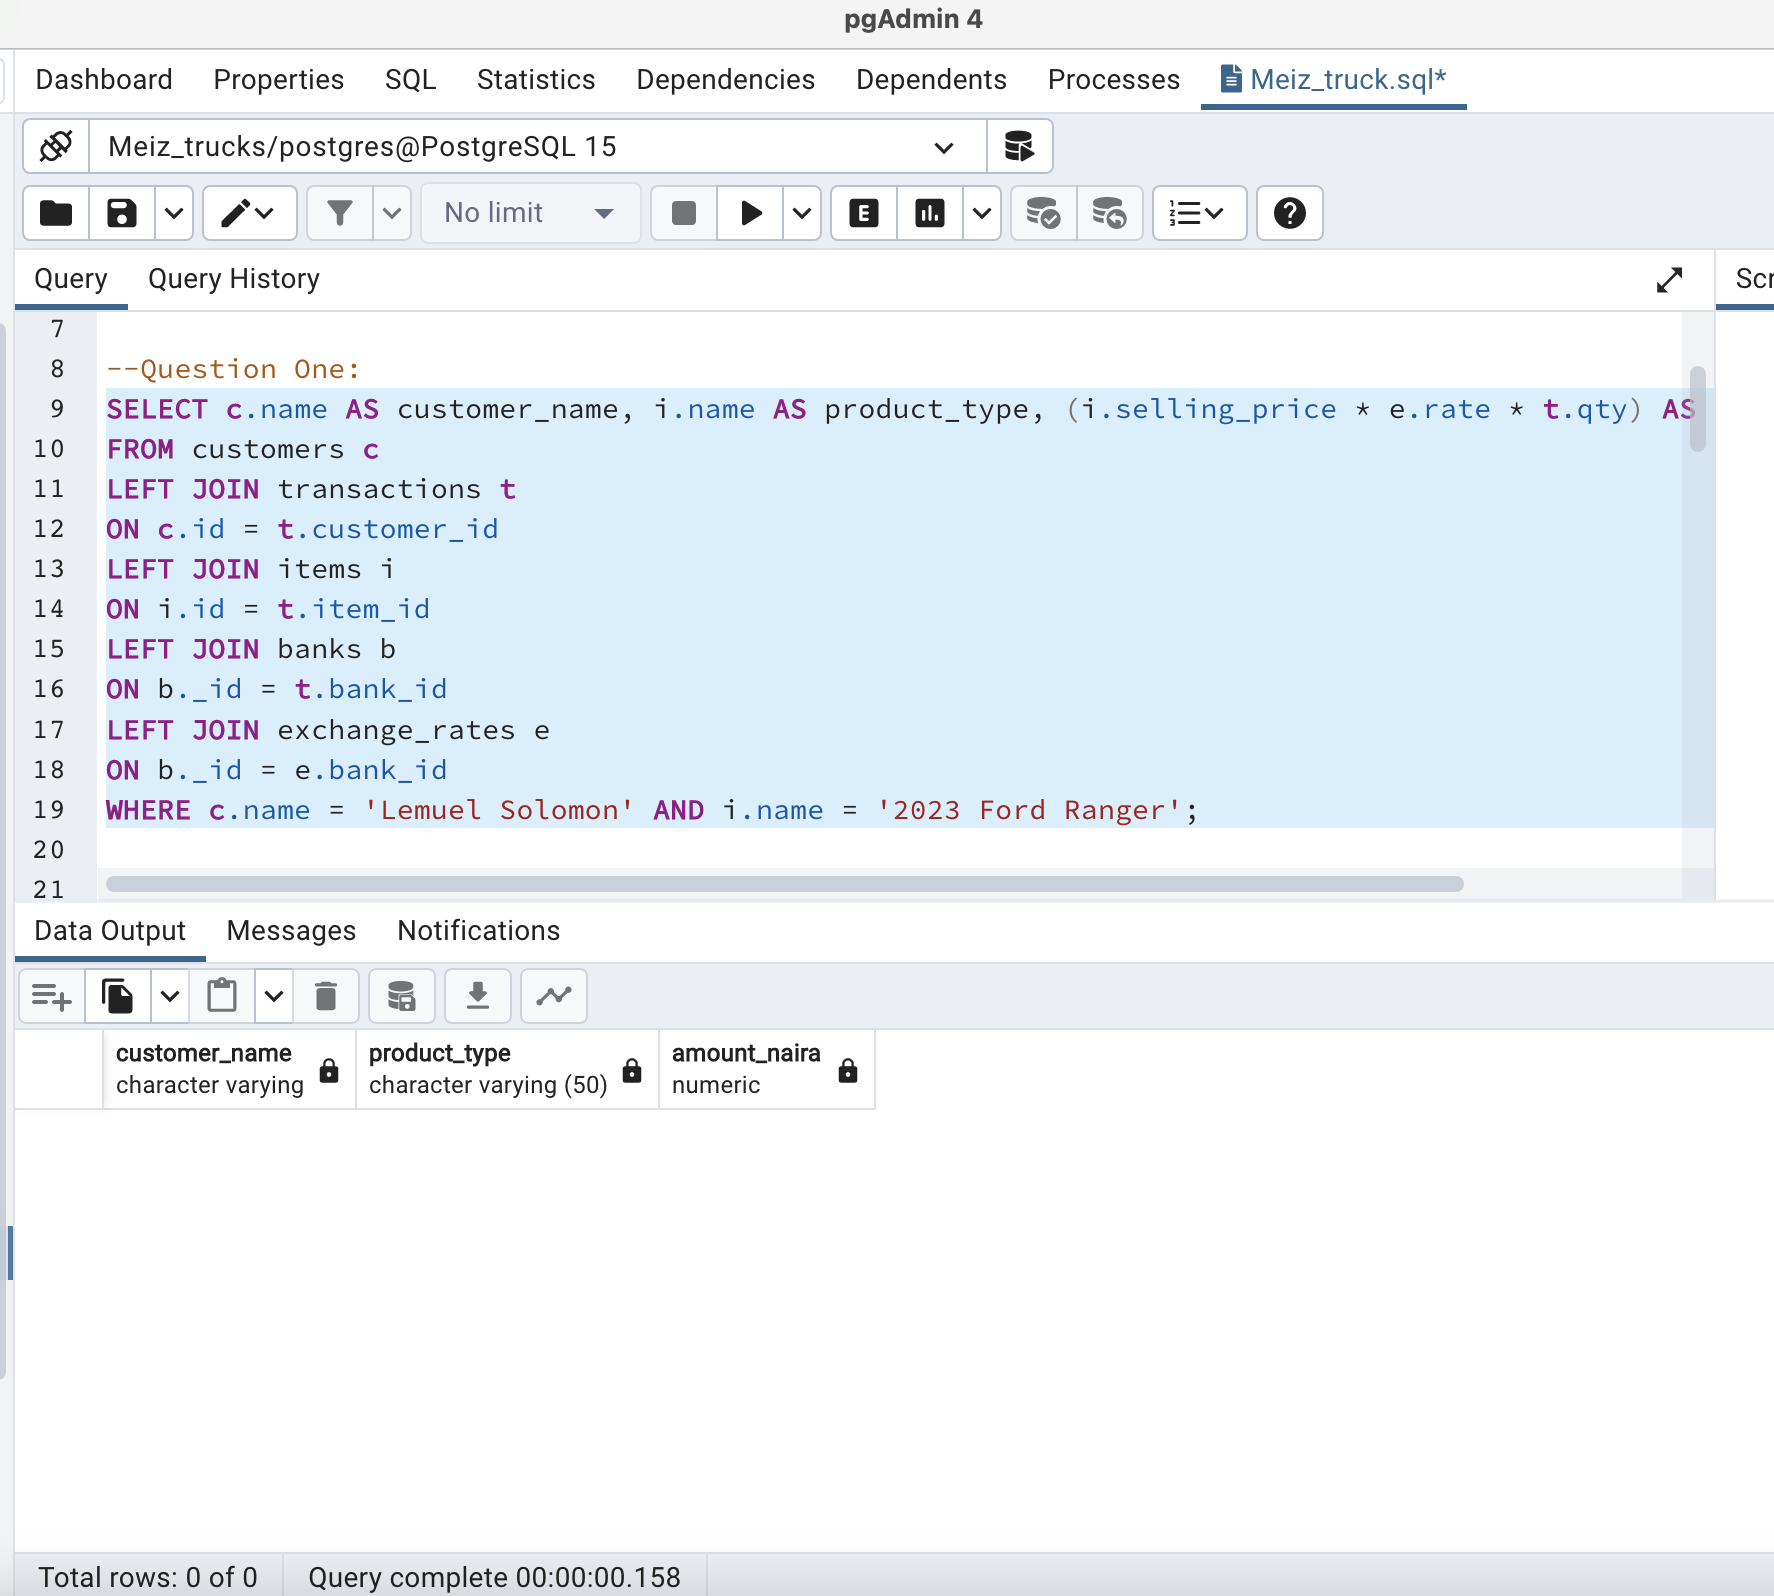 pgAdmin 4
Dashboard Properties SQL Statistics Dependencies Dependents Processes Meiz_truck.sql*
Meiz_trucks/postgres@PostgreSQL 15
No limit E 1 2 3 ?
Query Query History Scr
7
8 --Question One:
9 SELECT c.name AS customer_name, i.name AS product_type, (i.selling_price * e.rate * t.qty) AS
10 FROM customers c
11 LEFT JOIN transactions t
12 ON c.id = t.customer_id
13 LEFT JOIN items i
14 ON i.id = t.item_id
15 LEFT JOIN banks b
16 ON b._id = t.bank_id
17 LEFT JOIN exchange_rates e
18 ON b._id = e.bank_id
19 WHERE c.name = 'Lemuel Solomon' AND i.name = '2023 Ford Ranger';
20
21
Data Output Messages Notifications
customer_name product_type amount_naira
character varying character varying (50) numeric
Total rows: 0 of 0 Query complete 00:00:00.158